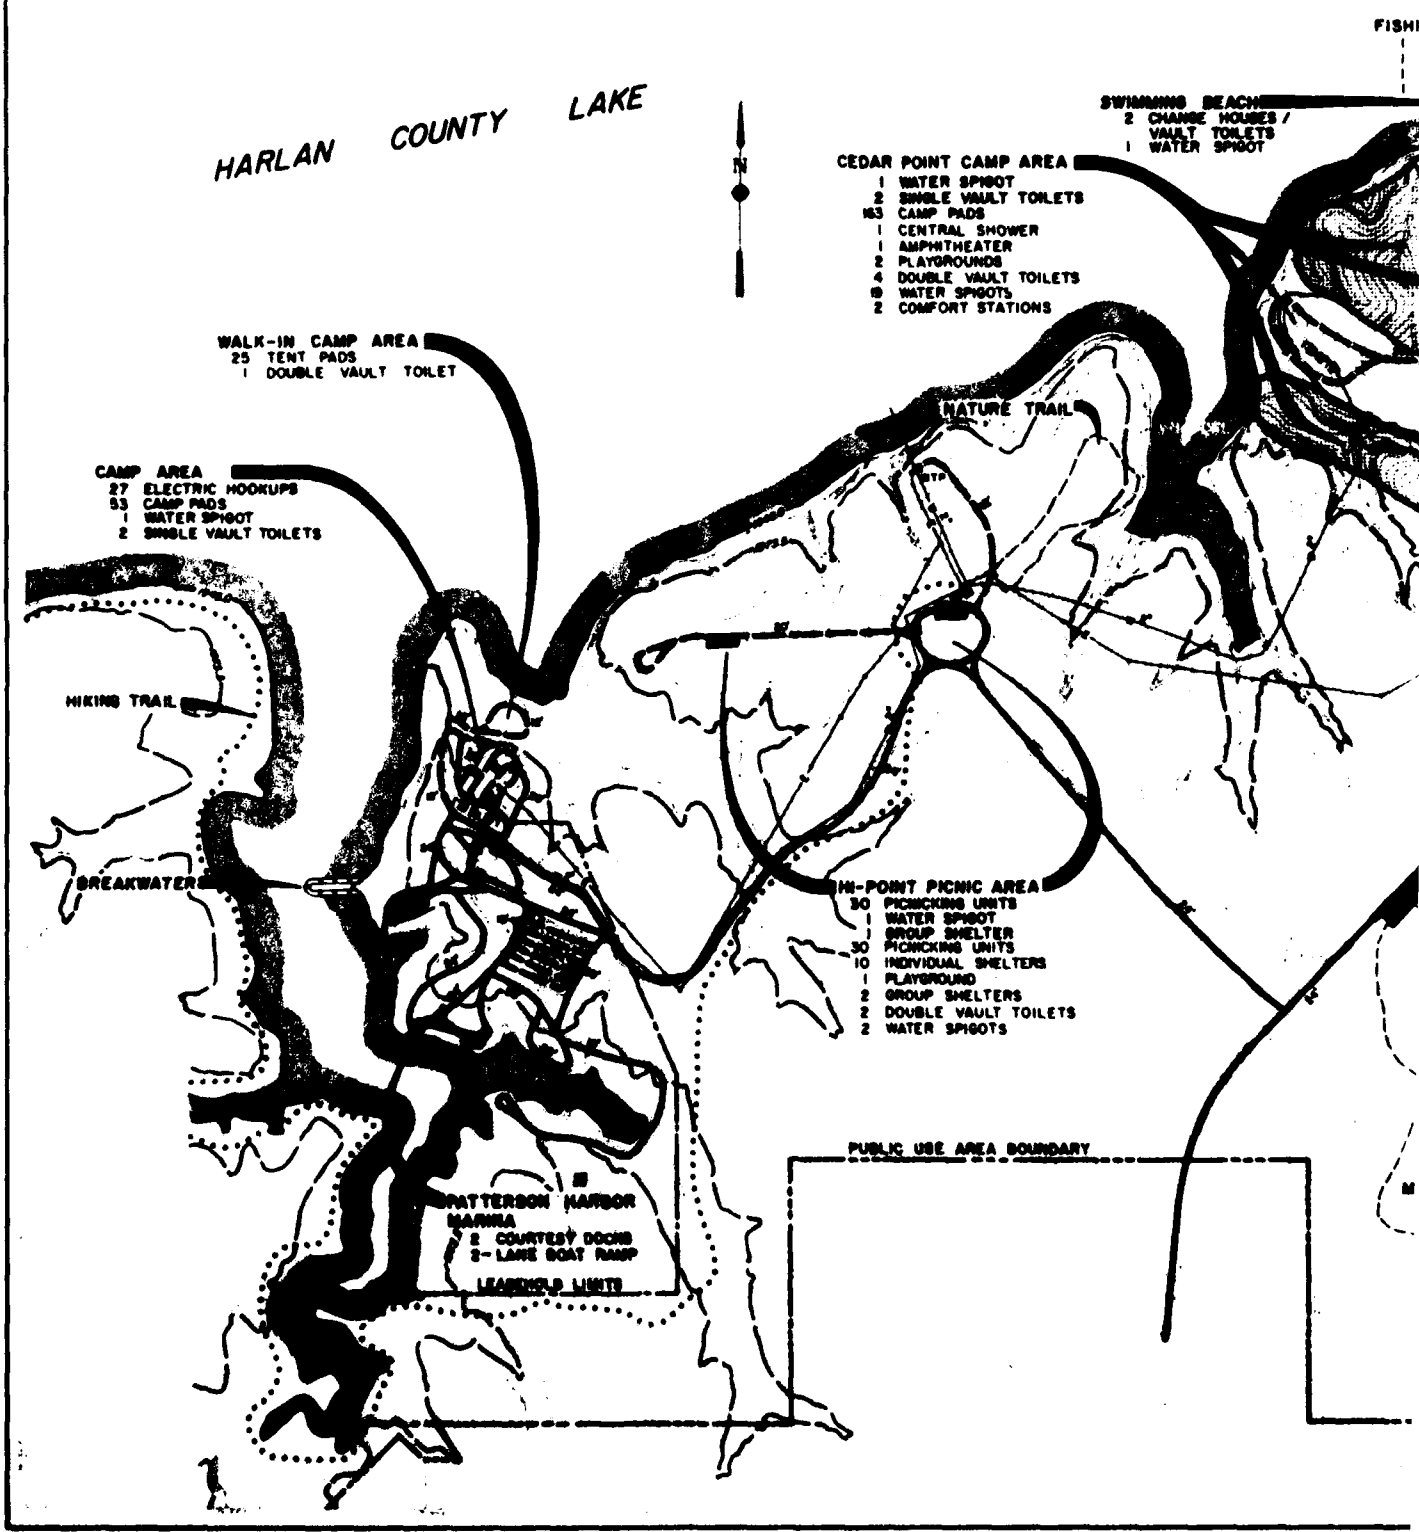 FISHI
HARLAN COUNTY LAKE
N
SWIMMING BEACH
2 CHANGE HOUSES /
VAULT TOILETS
1 WATER SPIGOT
CEDAR POINT CAMP AREA
1 WATER SPIGOT
2 SINGLE VAULT TOILETS
163 CAMP PADS
1 CENTRAL SHOWER
1 AMPHITHEATER
2 PLAYGROUNDS
4 DOUBLE VAULT TOILETS
19 WATER SPIGOTS
2 COMFORT STATIONS
WALK-IN CAMP AREA
25 TENT PADS
1 DOUBLE VAULT TOILET
NATURE TRAIL
CAMP AREA
27 ELECTRIC HOOKUPS
53 CAMP PADS
1 WATER SPIGOT
2 SINGLE VAULT TOILETS
STP
HIKING TRAIL
BREAKWATERS
HI-POINT PICNIC AREA
30 PICNICKING UNITS
1 WATER SPIGOT
1 GROUP SHELTER
30 PICNICKING UNITS
10 INDIVIDUAL SHELTERS
1 PLAYGROUND
2 GROUP SHELTERS
2 DOUBLE VAULT TOILETS
2 WATER SPIGOTS
PUBLIC USE AREA BOUNDARY
M
PATTERSON HARBOR
MARINA
2 COURTESY DOCKS
2-LANE BOAT RAMP
LEASEHOLD LIMITS